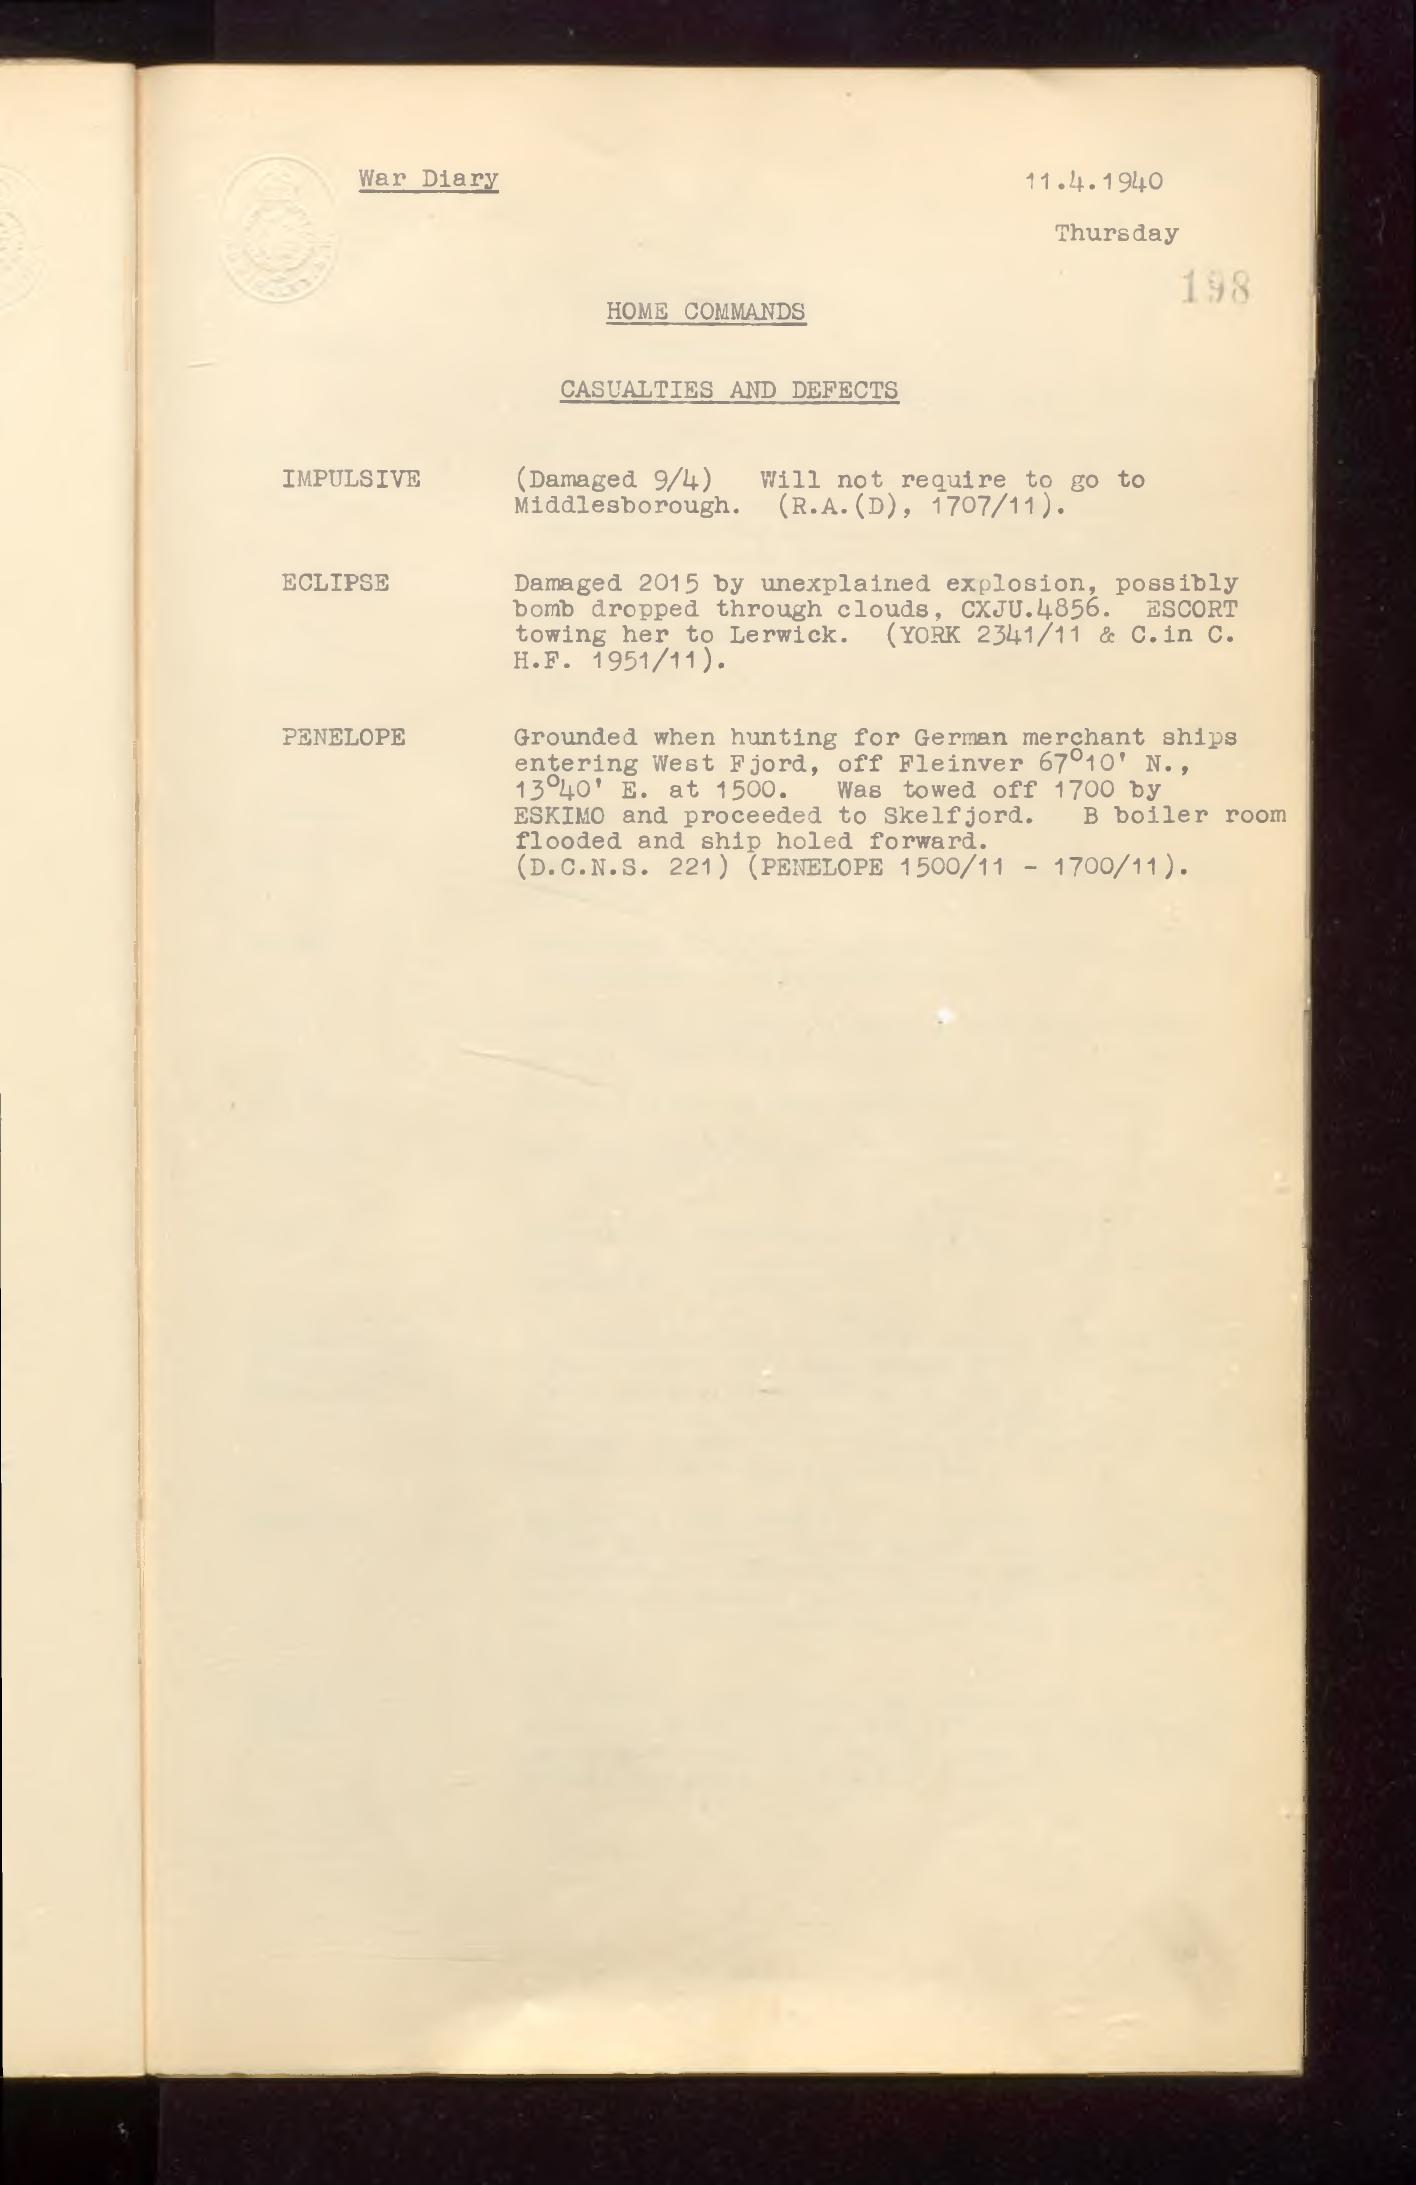 War Diary
11.4.1940
Thursday
198
HOME COMMANDS
CASUALTIES AND DEFECTS
IMPULSIVE (Damaged 9/4) Will not require to go to
Middlesborough. (R.A.(D), 1707/11).
ECLIPSE Damaged 2015 by unexplained explosion, possibly
bomb dropped through clouds, CXJU.4856. ESCORT
towing her to Lerwick. (YORK 2341/11 & C.in C.
H.F. 1951/11).
PENELOPE Grounded when hunting for German merchant ships
entering West Fjord, off Fleinver 67°10' N.,
13°40' E. at 1500. Was towed off 1700 by
ESKIMO and proceeded to Skelfjord. B boiler room
flooded and ship holed forward.
(D.C.N.S. 221) (PENELOPE 1500/11 - 1700/11).